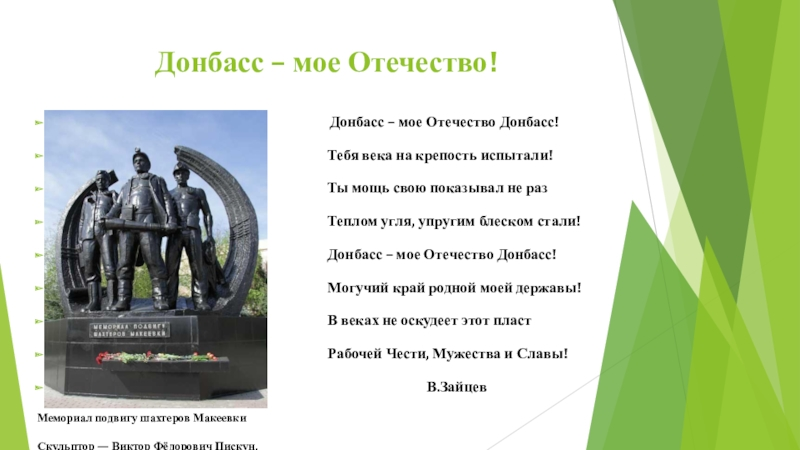 Донбасс – мое Отечество!
Донбасс – мое Отечество Донбасс!
Тебя века на крепость испытали!
Ты мощь свою показывал не раз
Теплом угля, упругим блеском стали!
Донбасс – мое Отечество Донбасс!
Могучий край родной моей державы!
В веках не оскудеет этот пласт
Рабочей Чести, Мужества и Славы!
В.Зайцев
МЕМОРИАЛ ПОДВИГУ
ШАХТЕРОВ МАКЕЕВКИ
Мемориал подвигу шахтеров Макеевки
Скульптор — Виктор Фёдорович Пискун.